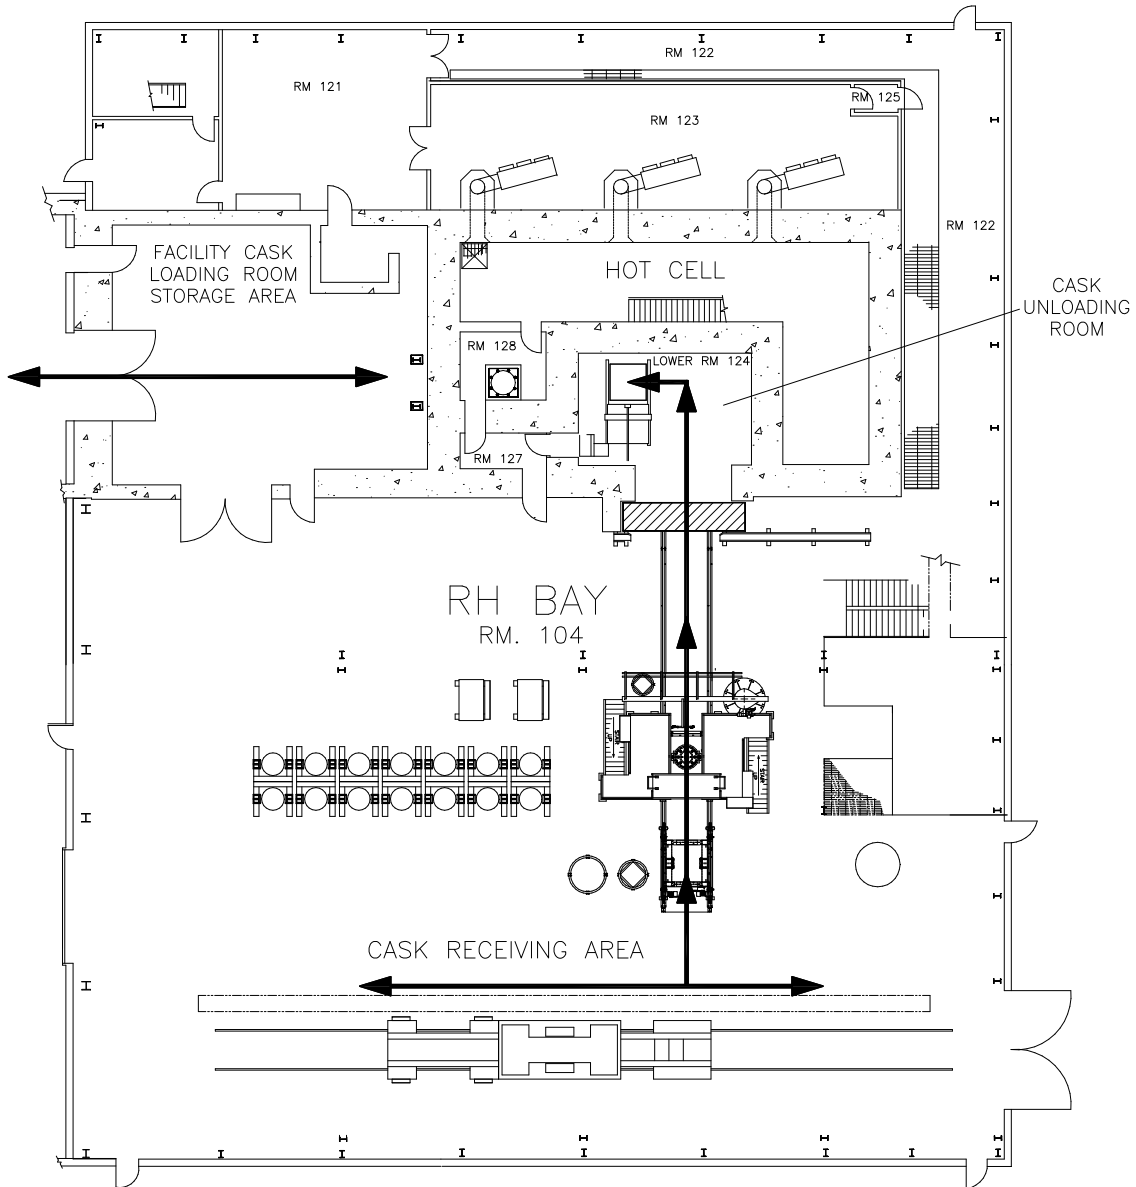 RM 122
RM 121
RM 125
RM 123
RM 122
FACILITY CASK
LOADING ROOM
STORAGE AREA
HOT CELL
CASK
UNLOADING
ROOM
RM 128
LOWER RM 124
RM 127
RH BAY
RM. 104
CASK RECEIVING AREA